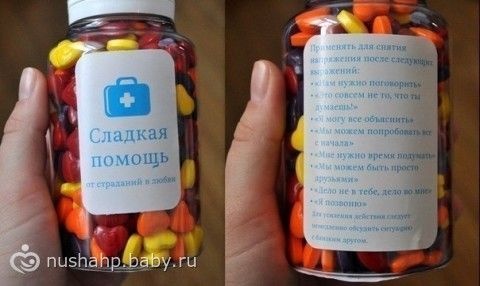 Сладкая
помощь
от страданий в любви
Применять для снятия
напряжения после следующих
выражений:
• «Нам нужно поговорить»
• «Это совсем не то, что ты
думаешь!»
• «Я могу все объяснить»
• «Мы можем попробовать все
с начала»
• «Мне нужно время подумать»
• «Мы можем быть просто
друзьями»
• «Дело не в тебе, дело во мне»
• «Я позвоню»
Для усиления действия следует
немедленно обсудить ситуацию
с близким другом.
nushahp.baby.ru